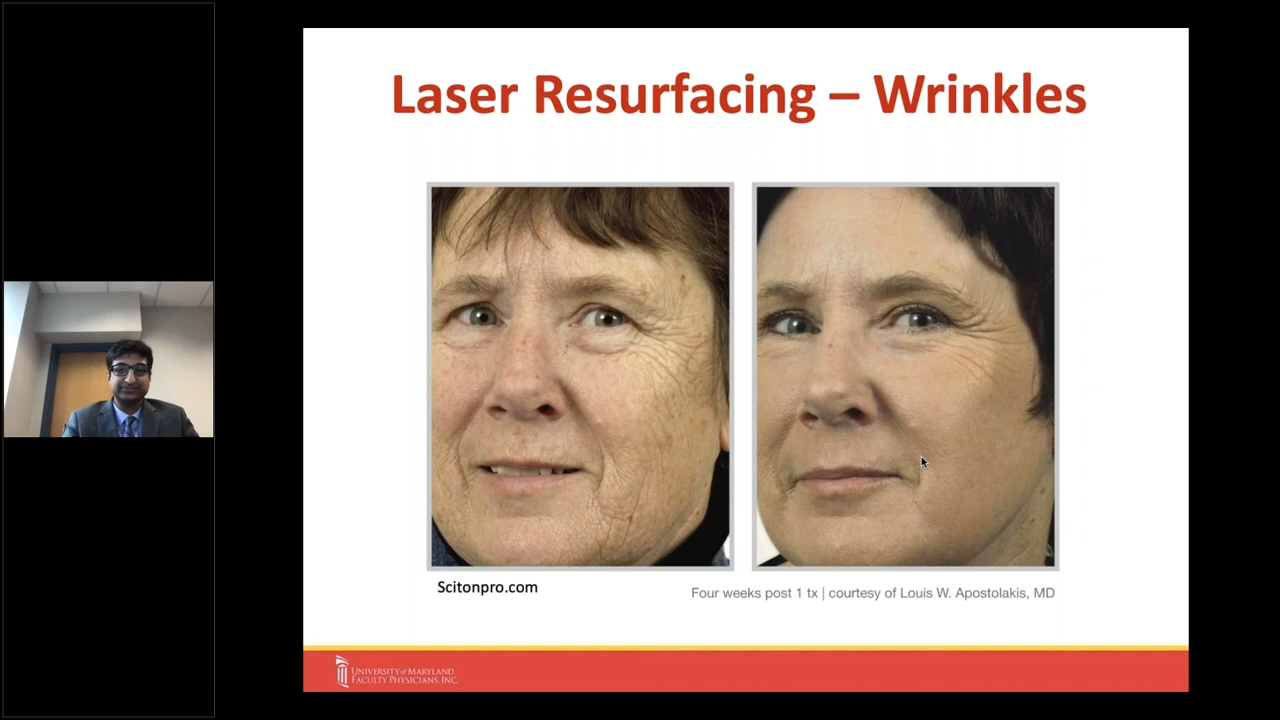 Laser Resurfacing – Wrinkles
Scitonpro.com
Four weeks post 1 tx | courtesy of Louis W. Apostolakis, MD
UNIVERSITY of MARYLAND
FACULTY PHYSICIANS, INC.